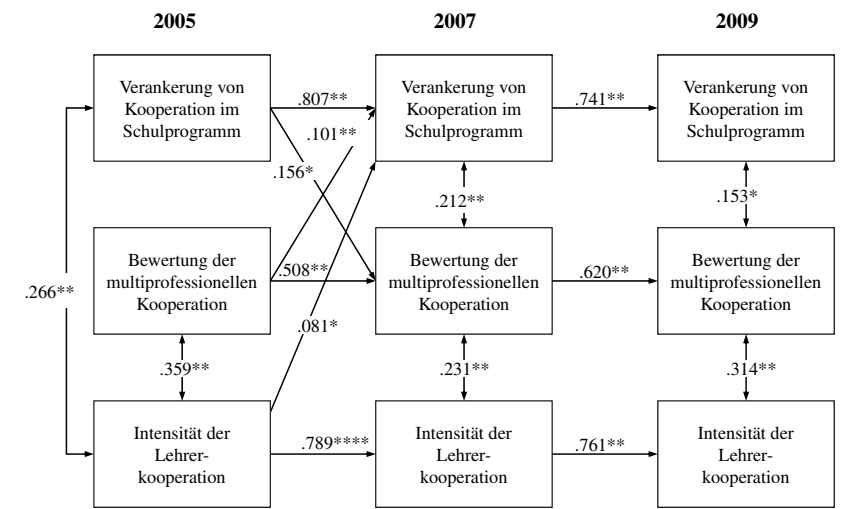 2005 2007 2009
Verankerung von
Kooperation im
Schulprogramm
.807**
Verankerung von
Kooperation im
Schulprogramm
.741**
Verankerung von
Kooperation im
Schulprogramm
.101**
.156*
.212**
.153*
.266**
Bewertung der
multiprofessionellen
Kooperation
.508**
Bewertung der
multiprofessionellen
Kooperation
.620**
Bewertung der
multiprofessionellen
Kooperation
.081*
.359**
.231**
.314**
Intensität der
Lehrer-
kooperation
.789****
Intensität der
Lehrer-
kooperation
.761**
Intensität der
Lehrer-
kooperation